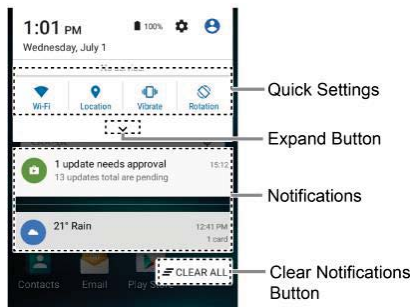 1:01 PM
100%
Wednesday, July 1
Wi-Fi
Location
Vibrate
Rotation
Quick Settings
Expand Button
1 update needs approval
15:12
13 updates total are pending
Notifications
21° Rain
12:41 PM
1 card
CLEAR ALL
Clear Notifications
Button
Contacts
Email
Play